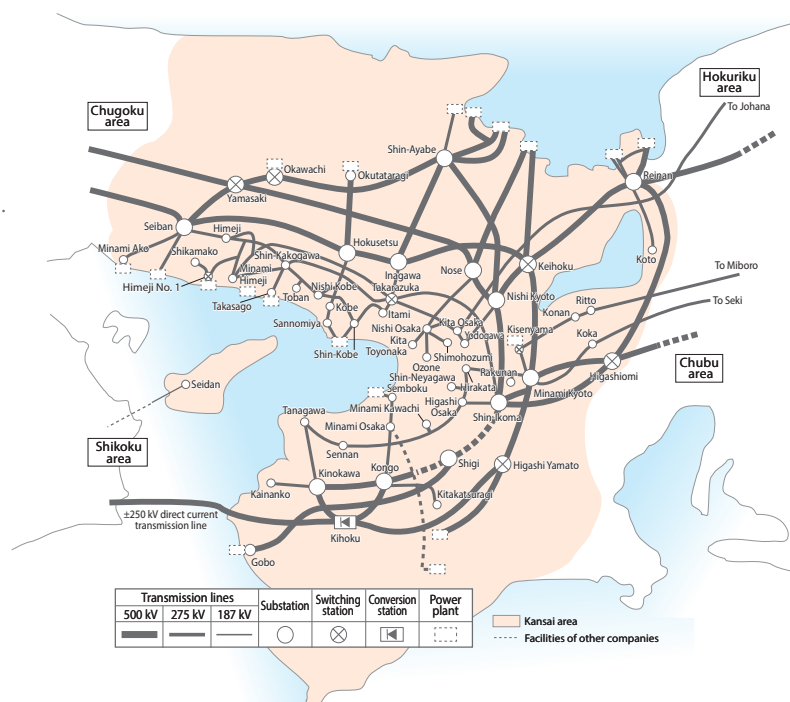 Hokuriku
area
To Johana
Chugoku
area
Shin-Ayabe
Okawachi
Okutataragi
Reinan
Yamasaki
Seiban
Himeji
Minami Ako
Shikamako
Shin-Kakogawa
Hokusetsu
Inagawa
Nose
Keihoku
Koto
Himeji No. 1
Minami
Himeji
Takasago
Toban
Nishi-Kobe
Takarazuka
Nishi Kyoto
To Miboro
To Seki
Kobe
Itami
Sannomiya
Shin-Kobe
Nishi Osaka
Kita Osaka
Yodogawa
Kita
Toyonaka
Ozone
Shimohozumi
Kisenyama
Konan
Ritto
Koka
Rakunan
Higashiomi
Chubu
area
Shin-Neyagawa
Hirakata
Semboku
Minami Kyoto
Seidan
Minami Kawachi
Higashi
Osaka
Shin-Ikoma
Tanagawa
Minami Osaka
Sennan
Shikoku
area
Kinokawa
Kongo
Shigi
Higashi Yamato
Kainanko
Kitakatsuragi
±250 kV direct current
transmission line
Kihoku
Gobo
Transmission lines
500 kV 275 kV 187 kV
Substation
Switching
station
Conversion
station
Power
plant
Kansai area
Facilities of other companies